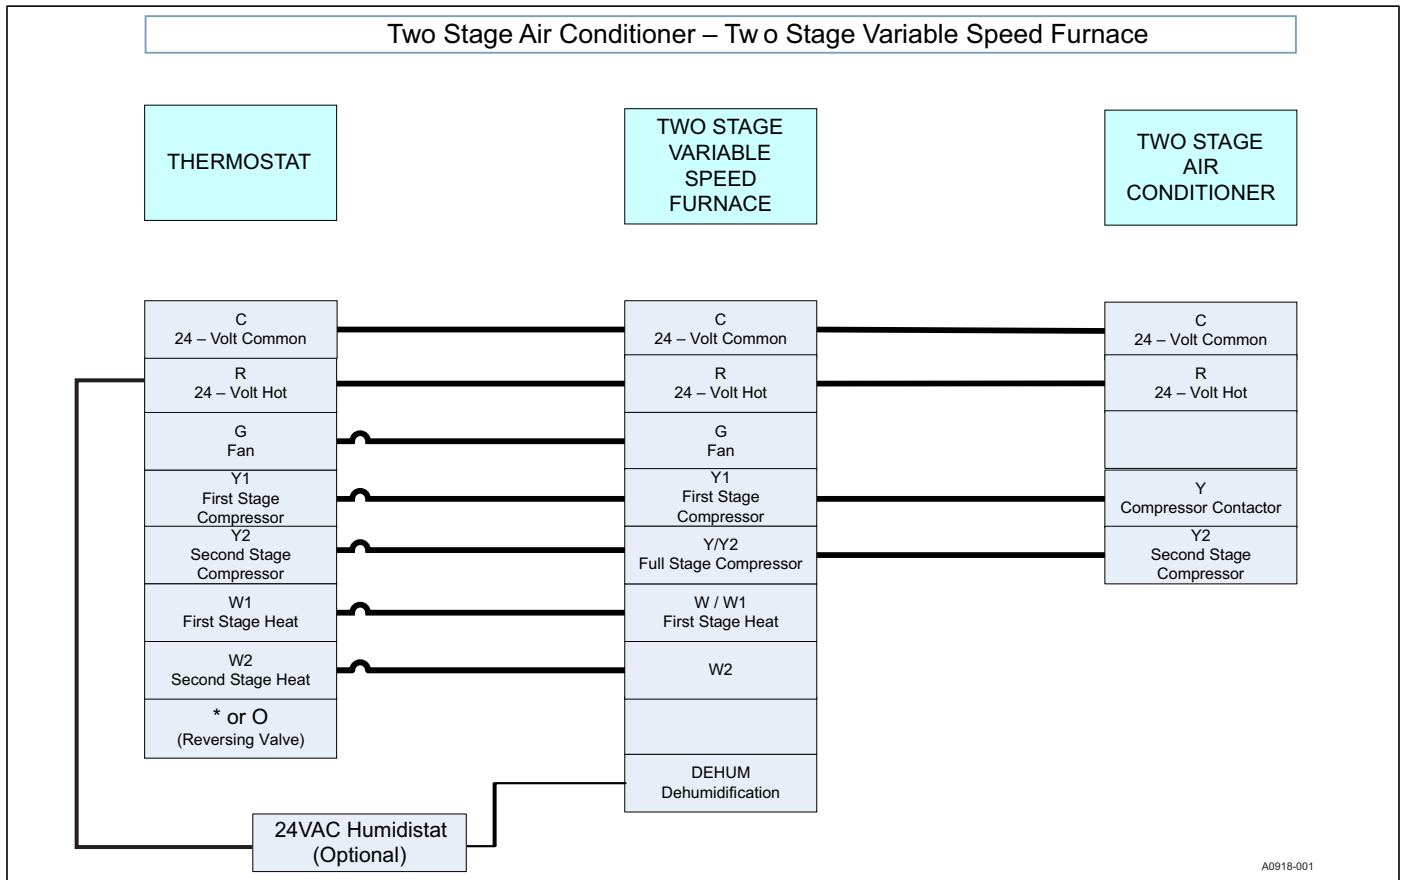 Two Stage Air Conditioner – Tw o Stage Variable Speed Furnace
THERMOSTAT
TWO STAGE
VARIABLE
SPEED
FURNACE
TWO STAGE
AIR
CONDITIONER
C
24 – Volt Common
R
24 – Volt Hot
G
Fan
Y1
First Stage
Compressor
Y2
Second Stage
Compressor
W1
First Stage Heat
W2
Second Stage Heat
* or O
(Reversing Valve)
C
24 – Volt Common
R
24 – Volt Hot
G
Fan
Y1
First Stage
Compressor
Y/Y2
Full Stage Compressor
W / W1
First Stage Heat
W2
DEHUM
Dehumidification
C
24 – Volt Common
R
24 – Volt Hot
Y
Compressor Contactor
Y2
Second Stage
Compressor
24VAC Humidistat
(Optional)
A0918-001